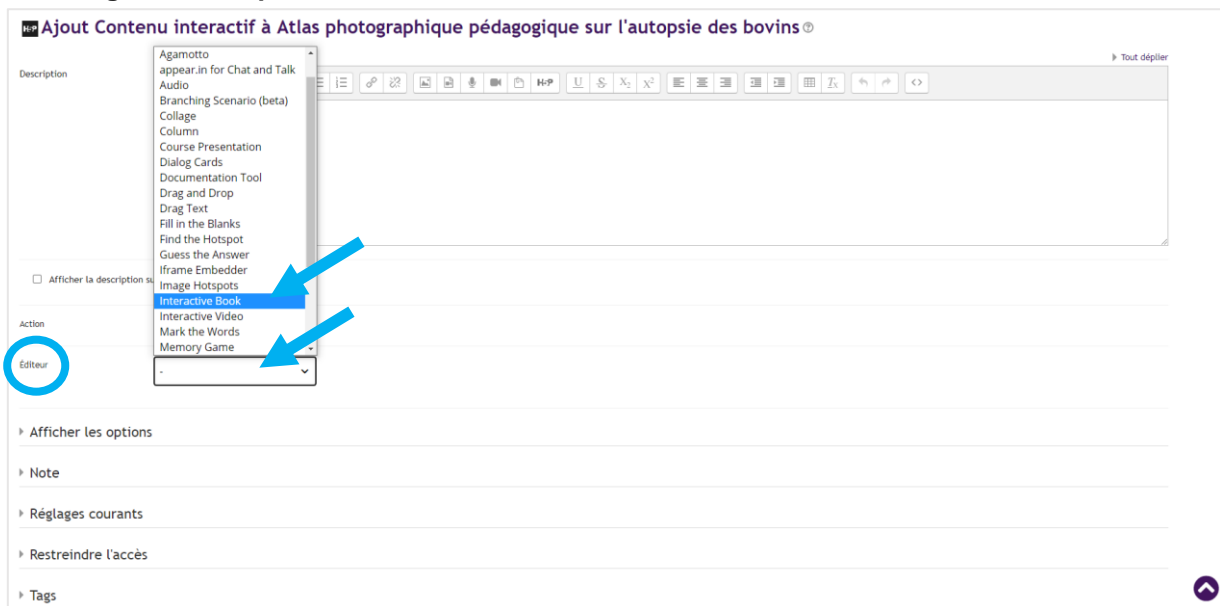 H-P Ajout Contenu interactif à Atlas photographique pédagogique sur l'autopsie des bovins
Tout déplier
Description
Agamotto
appear.in for Chat and Talk
Audio
Branching Scenario (beta)
Collage
Column
Course Presentation
Dialog Cards
Documentation Tool
Drag and Drop
Drag Text
Fill in the Blanks
Find the Hotspot
Guess the Answer
Iframe Embedder
Image Hotspots
Interactive Book
Interactive Video
Mark the Words
Memory Game
H-P U S X2 X2 Tx
Afficher la description
Action
Éditeur
-
Afficher les options
Note
Réglages courants
Restreindre l'accès
Tags